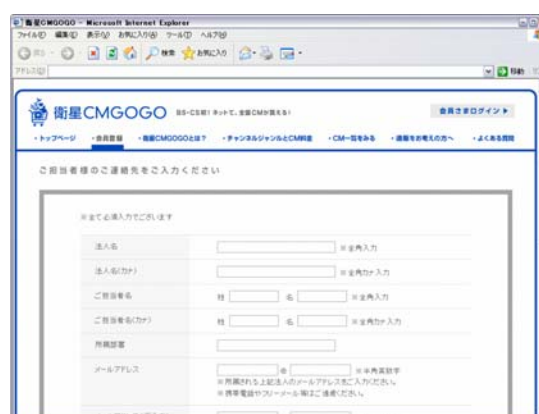 衛星CMGOGO - Microsoft Internet Explorer
ファイル(F) 編集(E) 表示(V) お気に入り(A) ツール(T) ヘルプ(H)
戻る 検索 お気に入り
アドレス(D) 移動
衛星CMGOGO BS・CS初！ネットで、全国CMが買える！ 会員さまログイン
・トップページ ・会員登録 ・衛星CMGOGOとは？ ・チャンネルジャンルとCM料金 ・CM一覧をみる ・通販をお考えの方へ ・よくある質問
ご担当者様のご連絡先をご入力ください
※全て必須入力でございます
法人名 ※全角入力
法人名(カナ) ※全角カナ入力
ご担当者名 姓 名 ※全角入力
ご担当者名(カナ) 姓 名 ※全角カナ入力
所属部署
メールアドレス @ ※半角英数字
※所属される上記法人のメールアドレスをご入力ください。
※携帯電話やフリーメール等はご遠慮ください。